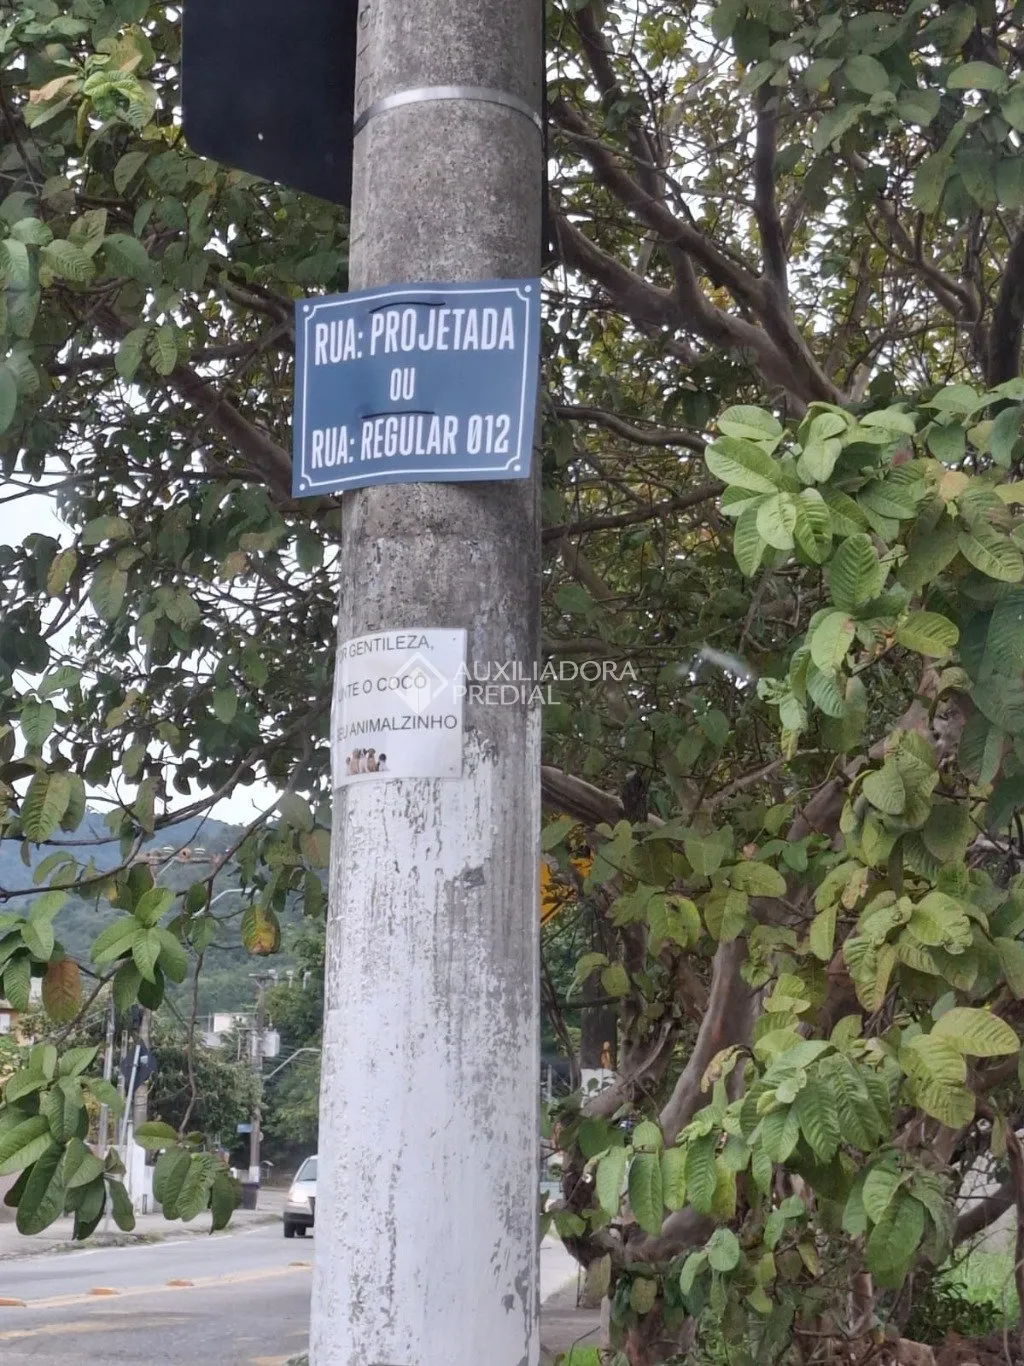 RUA: PROJETADA
OU
RUA: REGULAR 012
GENTILEZA,
O COCÔ
ANIMALZINHO
AUXILIADORA
PREDIAL